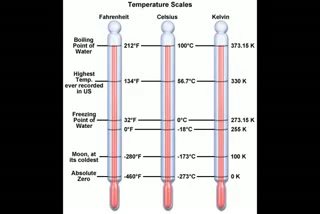 Temperature Scales
Fahrenheit Celsius Kelvin
Boiling
Point of
Water
212°F 100°C 373.15 K
Highest
Temp.
ever recorded
in US
134°F 56.7°C 330 K
Freezing
Point of
Water
32°F 0°C 273.15 K
0°F -18°C 255 K
Moon, at
its coldest
-280°F -173°C 100 K
Absolute
Zero
-460°F -273°C 0 K